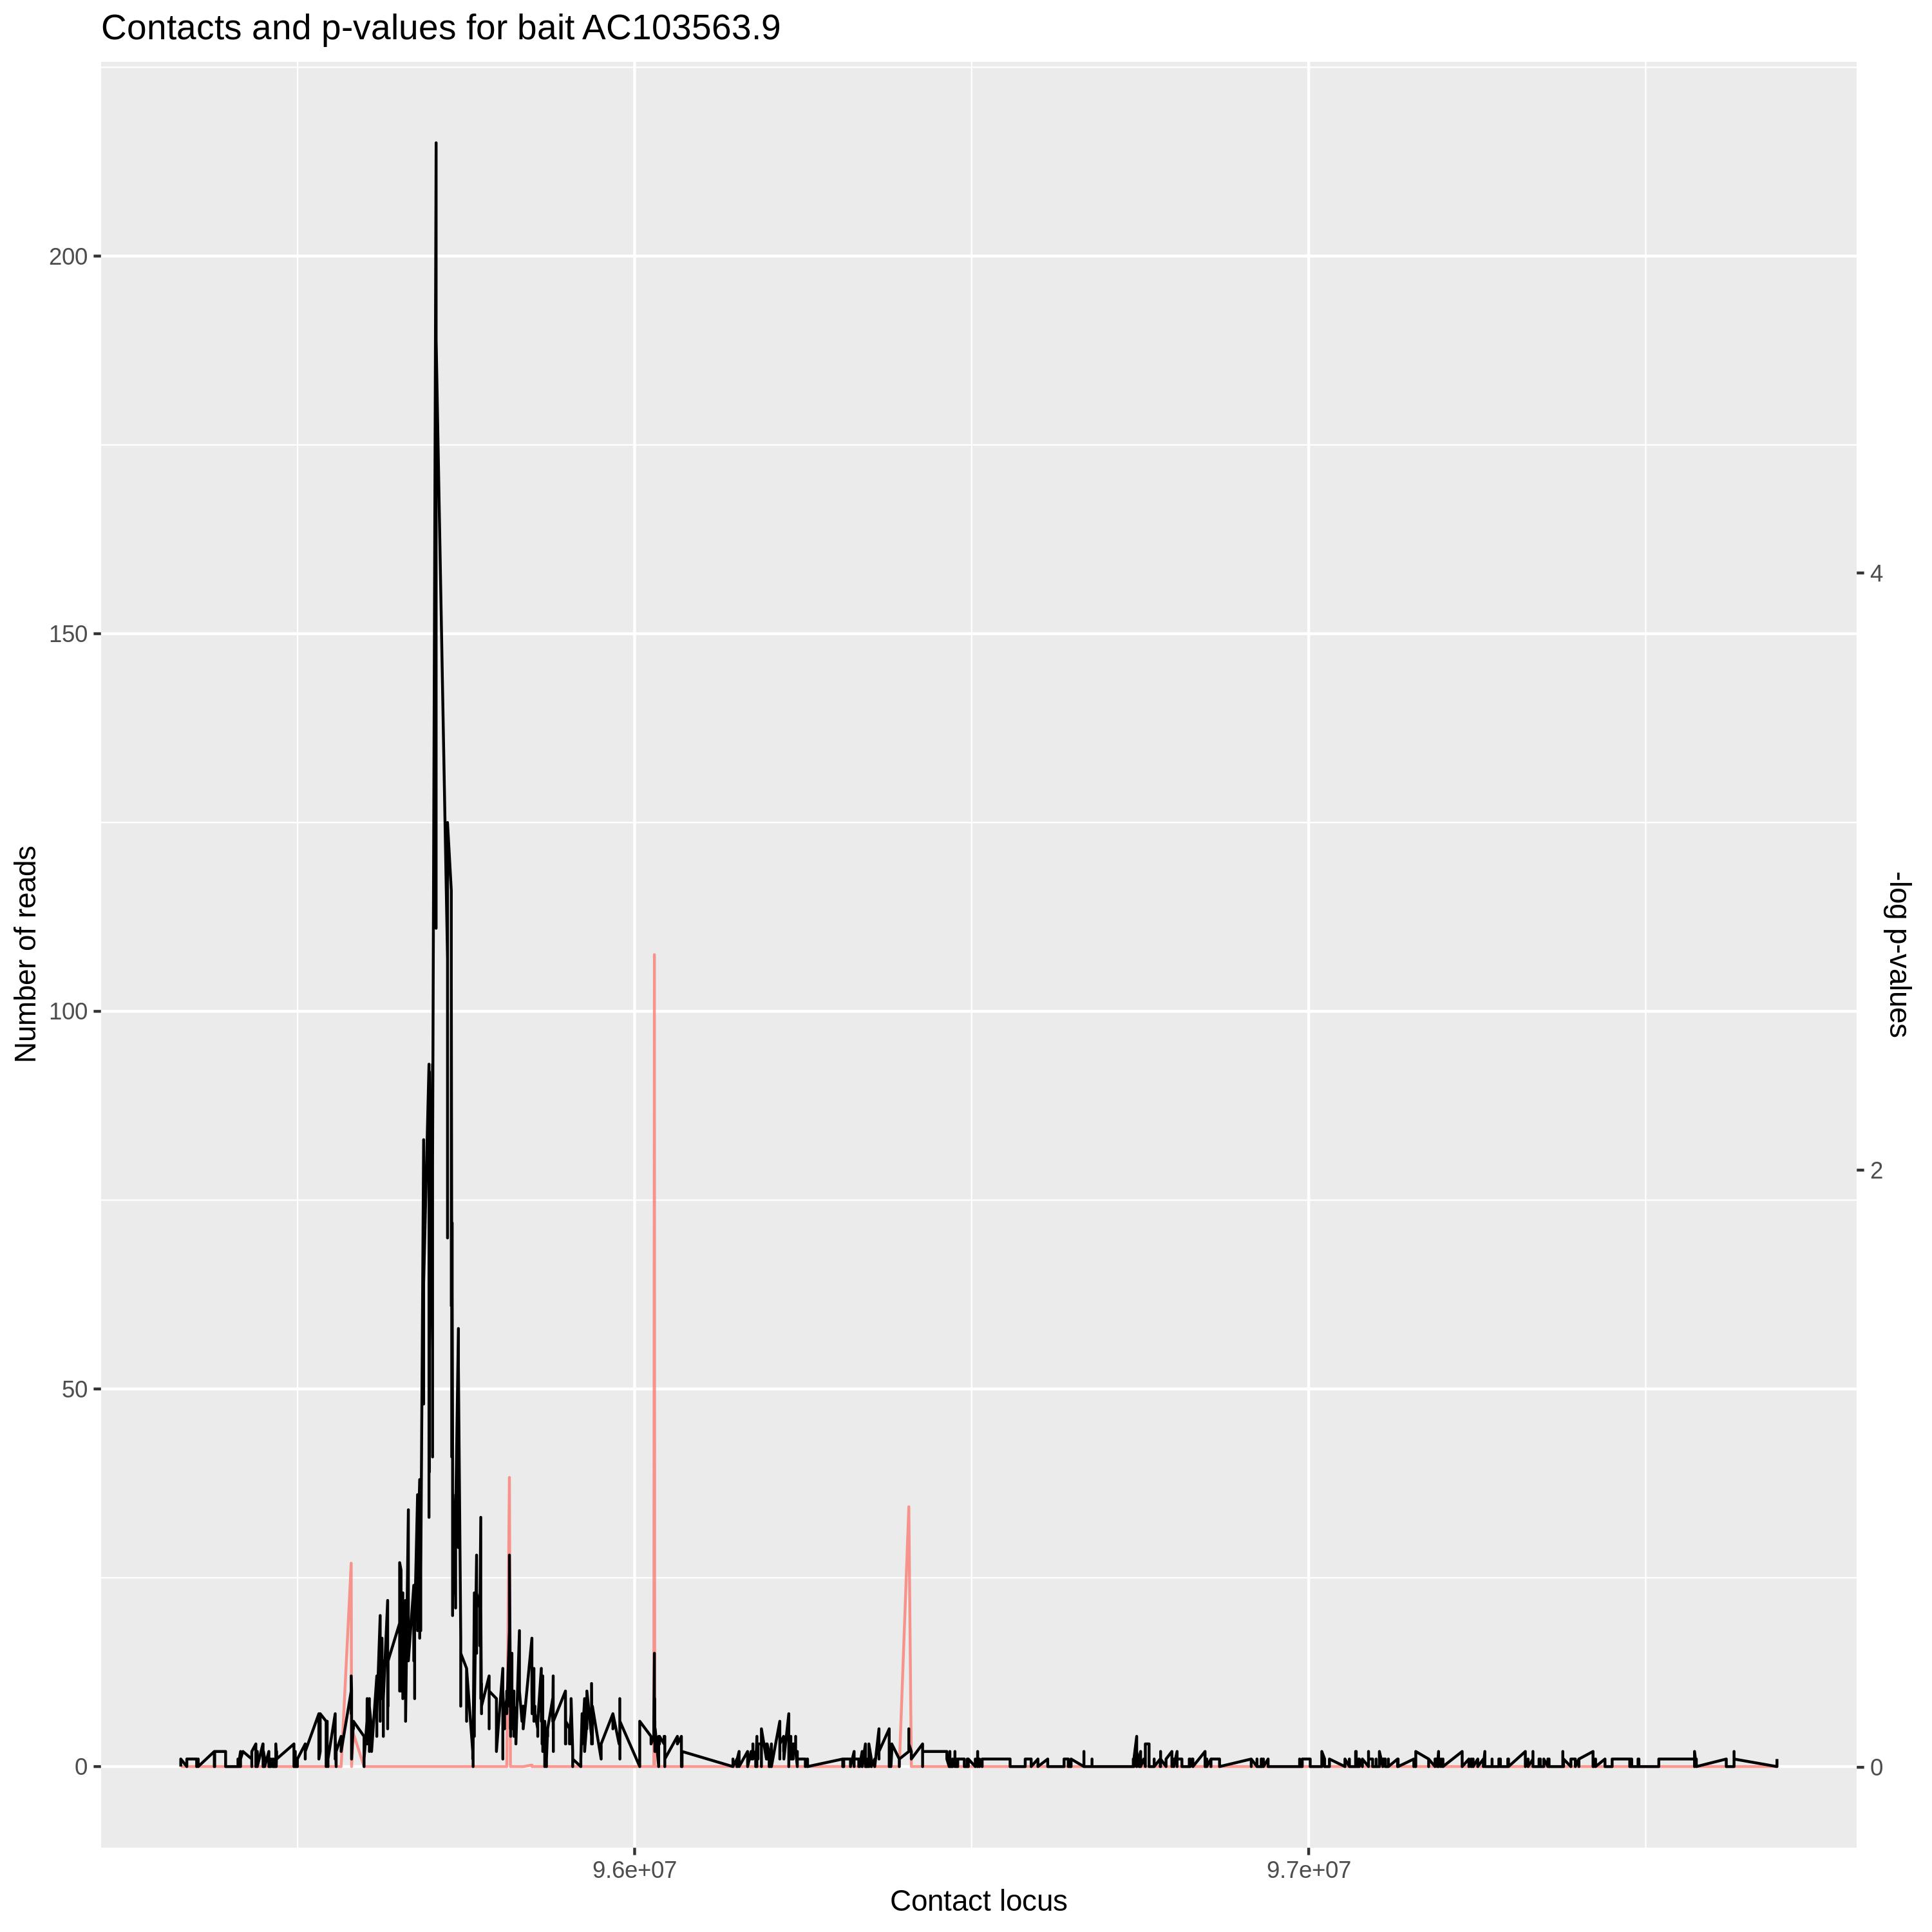 Contacts and p-values for bait AC103563.9
200
150
100
50
0
Number of reads
4
2
0
-log p-values
9.6e+07
9.7e+07
Contact locus